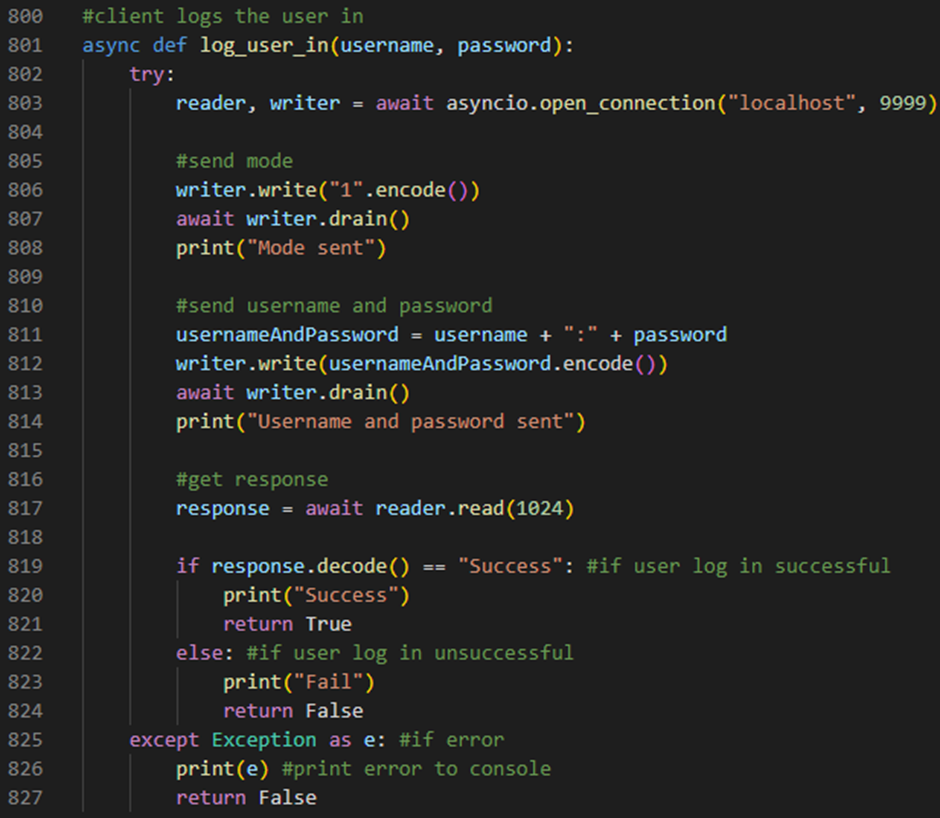 800 #client logs the user in
801 async def log_user_in(username, password):
802     try:
803         reader, writer = await asyncio.open_connection("localhost", 9999)
804
805         #send mode
806         writer.write("1".encode())
807         await writer.drain()
808         print("Mode sent")
809
810         #send username and password
811         usernameAndPassword = username + ":" + password
812         writer.write(usernameAndPassword.encode())
813         await writer.drain()
814         print("Username and password sent")
815
816         #get response
817         response = await reader.read(1024)
818
819         if response.decode() == "Success": #if user log in successful
820             print("Success")
821             return True
822         else: #if user log in unsuccessful
823             print("Fail")
824             return False
825     except Exception as e: #if error
826         print(e) #print error to console
827         return False